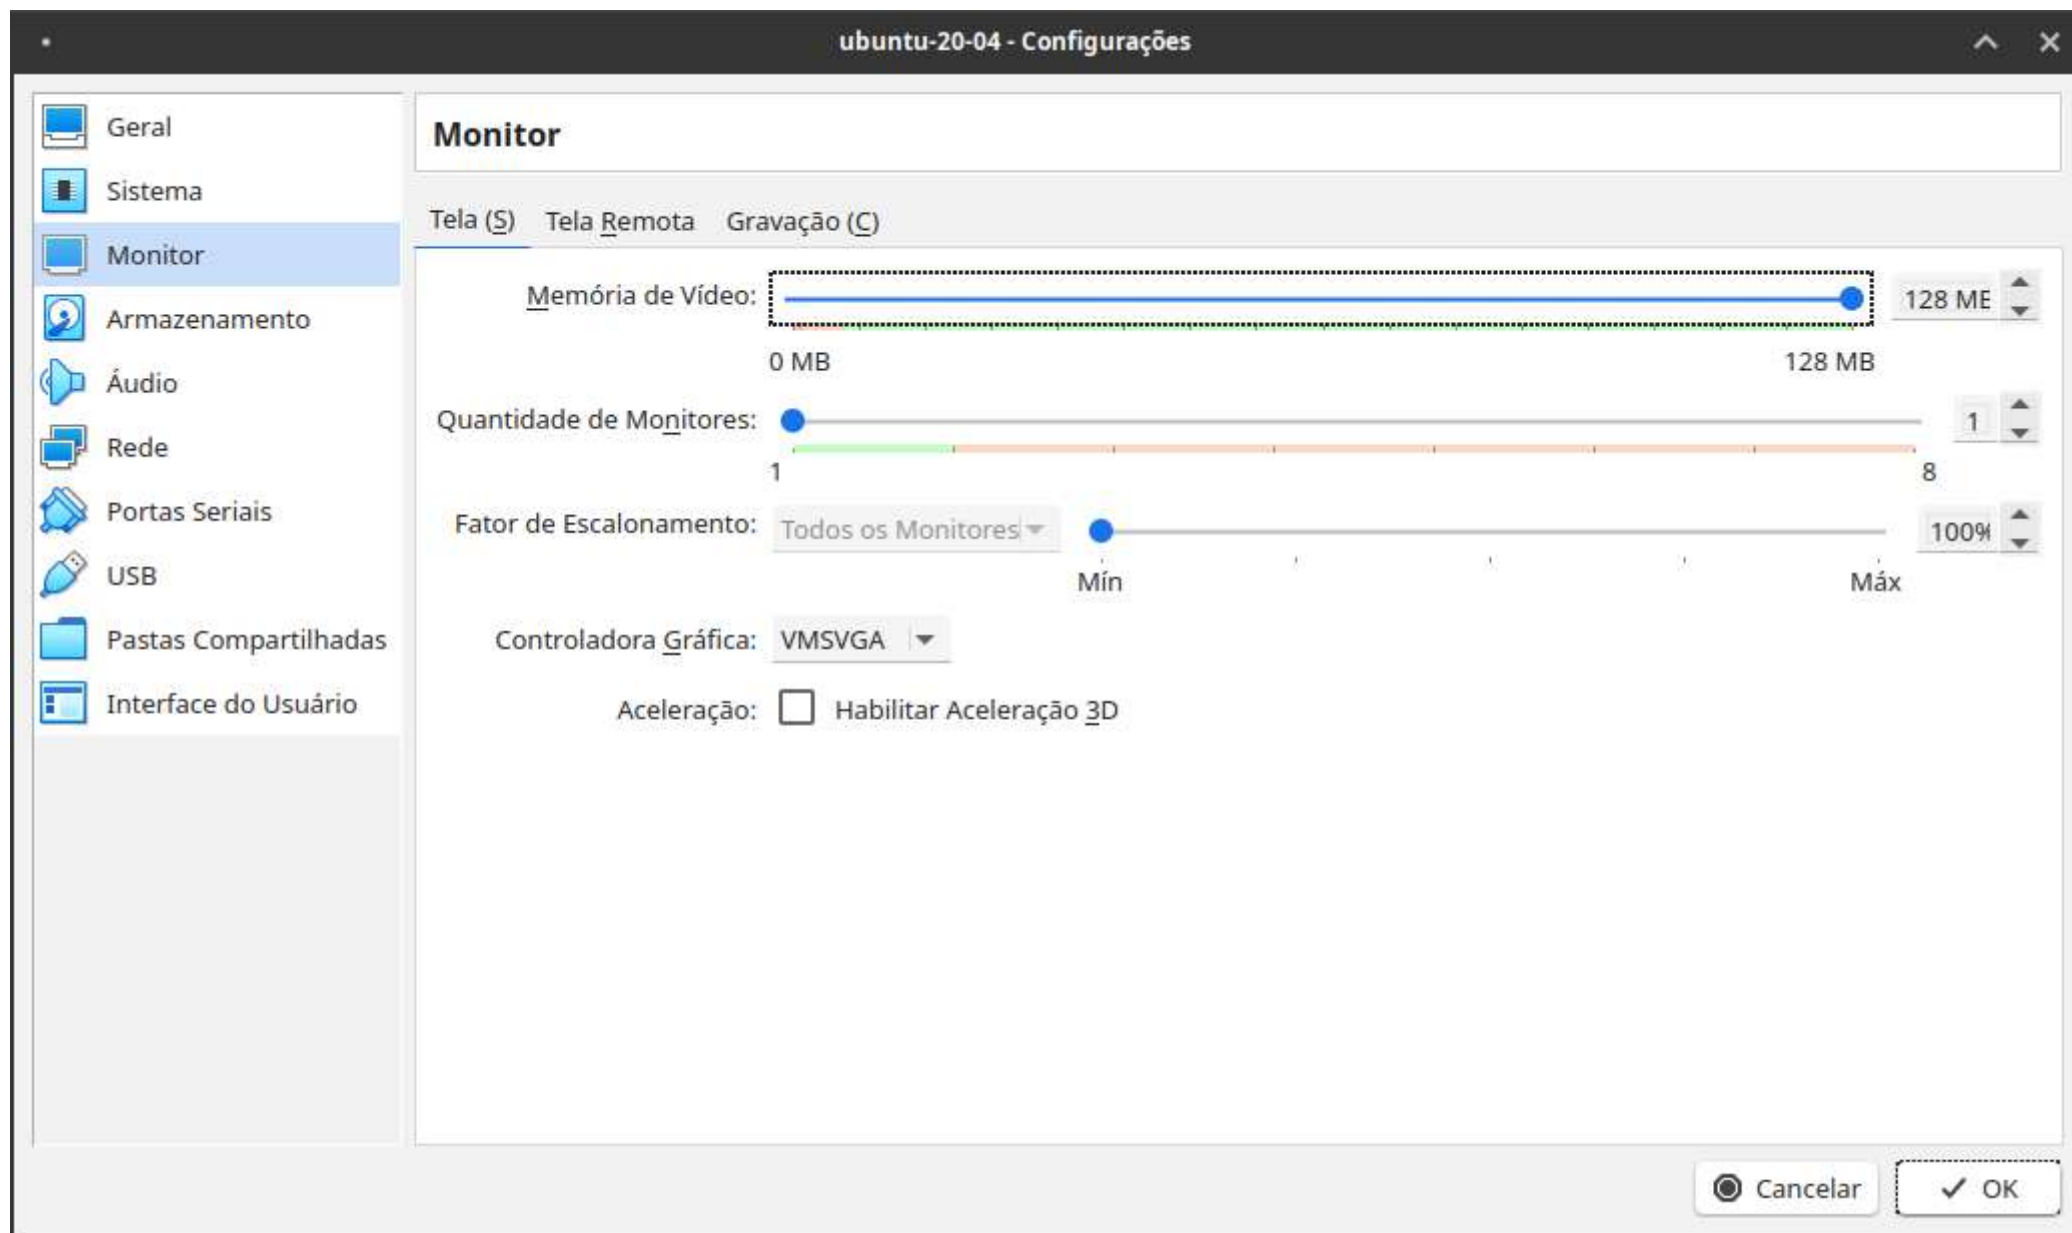 ubuntu-20-04 - Configurações
Geral
Sistema
Monitor
Armazenamento
Áudio
Rede
Portas Seriais
USB
Pastas Compartilhadas
Interface do Usuário
Monitor
Tela (S) Tela Remota Gravação (C)
Memória de Vídeo: 128 ME
0 MB 128 MB
Quantidade de Monitores: 1
1 8
Fator de Escalonamento: Todos os Monitores 100%
Mín Máx
Controladora Gráfica: VMSVGA
Aceleração: Habilitar Aceleração 3D
Cancelar OK